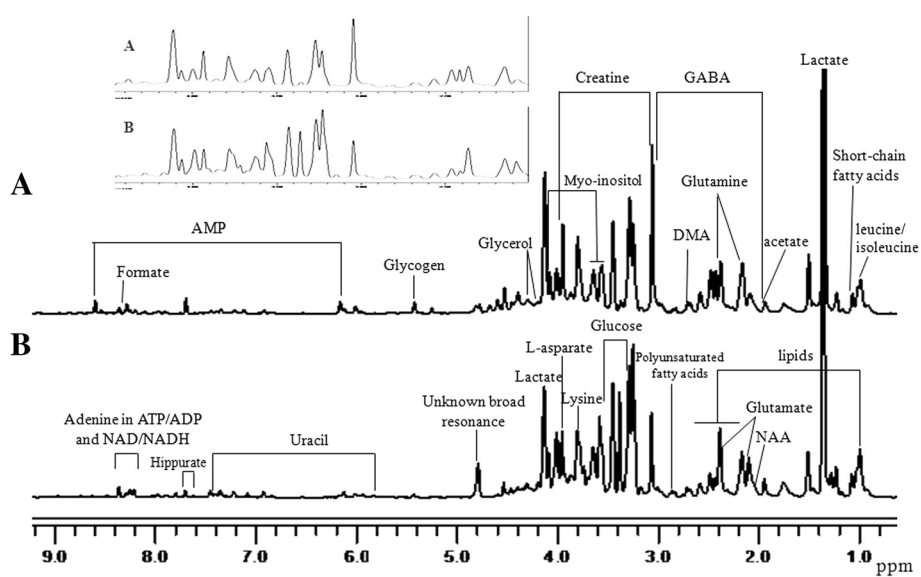 A
B
Lactate
Creatine
GABA
Short-chain
fatty acids
A
Myo-inositol
Glutamine
AMP
DMA
leucine/
isoleucine
Glycerol
acetate
Formate
Glycogen
B
Glucose
L-asparate
Polyunsaturated
fatty acids
lipids
Lactate
Lysine
Unknown broad
resonance
Glutamate
Adenine in ATP/ADP
and NAD/NADH
Uracil
NAA
Hippurate
9.0 8.0 7.0 6.0 5.0 4.0 3.0 2.0 1.0 ppm